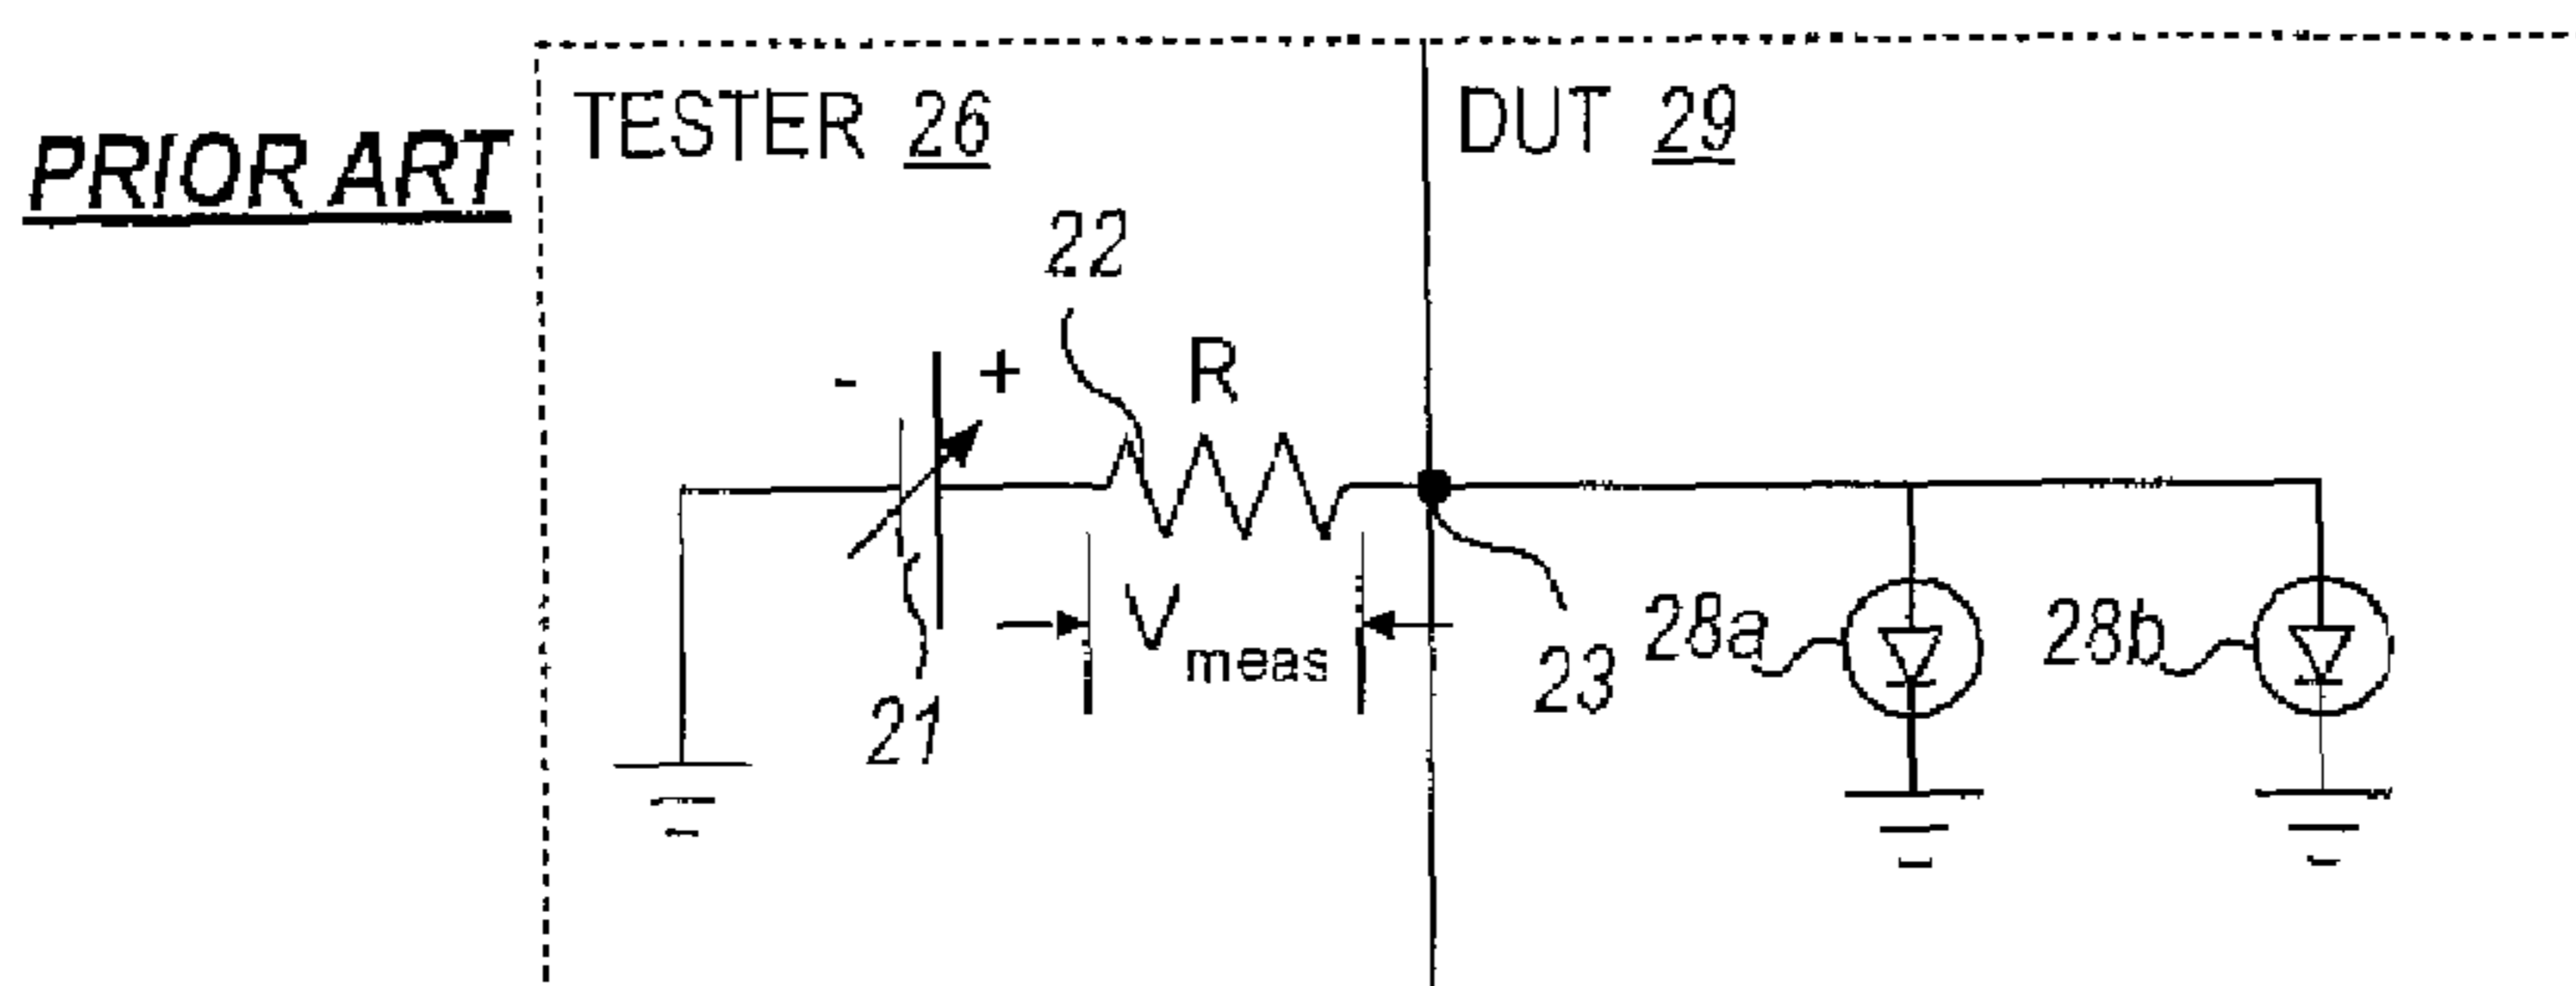 PRIOR ART
TESTER 26
DUT 29
22
R
- +
V meas
21
23
28a
28b